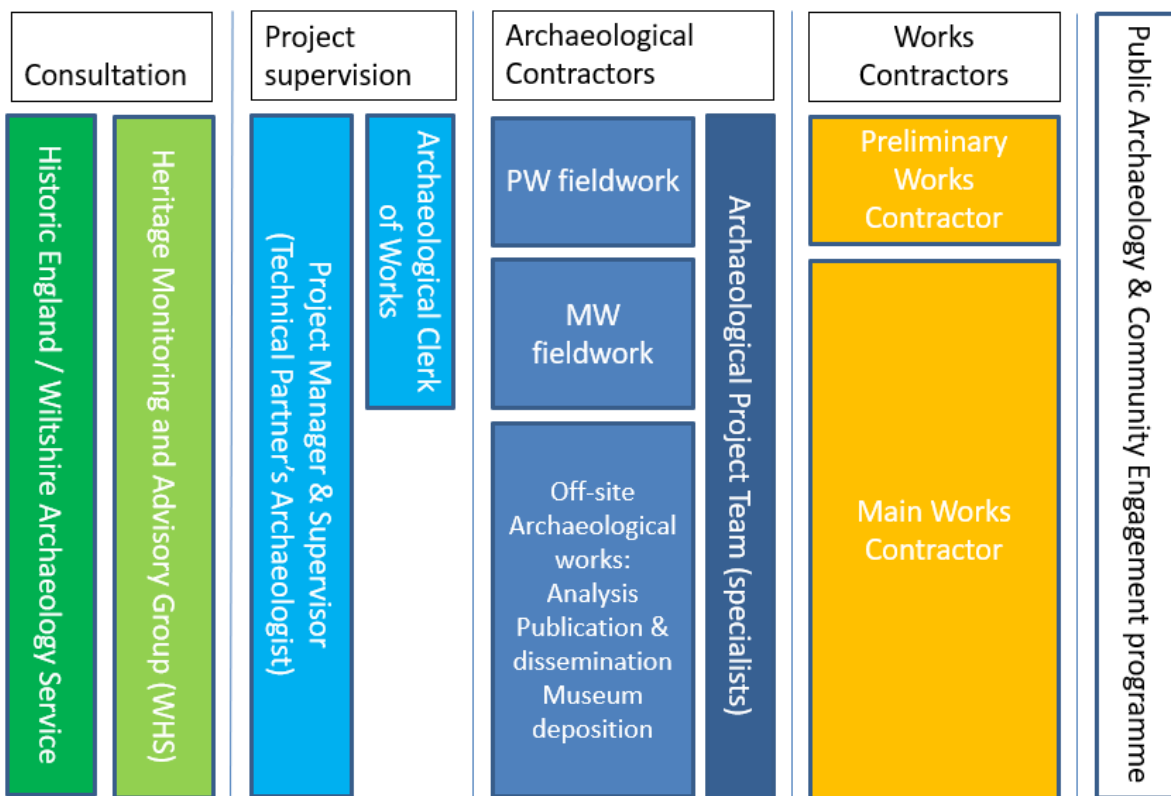 Consultation
Historic England / Wiltshire Archaeology Service
Heritage Monitoring and Advisory Group (WHS)
Project
supervision
Project Manager & Supervisor
(Technical Partner's Archaeologist)
Archaeological Clerk
of Works
Archaeological
Contractors
PW fieldwork
MW
fieldwork
Off-site
Archaeological
works:
Analysis
Publication &
dissemination
Museum
deposition
Archaeological Project Team (specialists)
Works
Contractors
Preliminary
Works
Contractor
Main Works
Contractor
Public Archaeology & Community Engagement programme